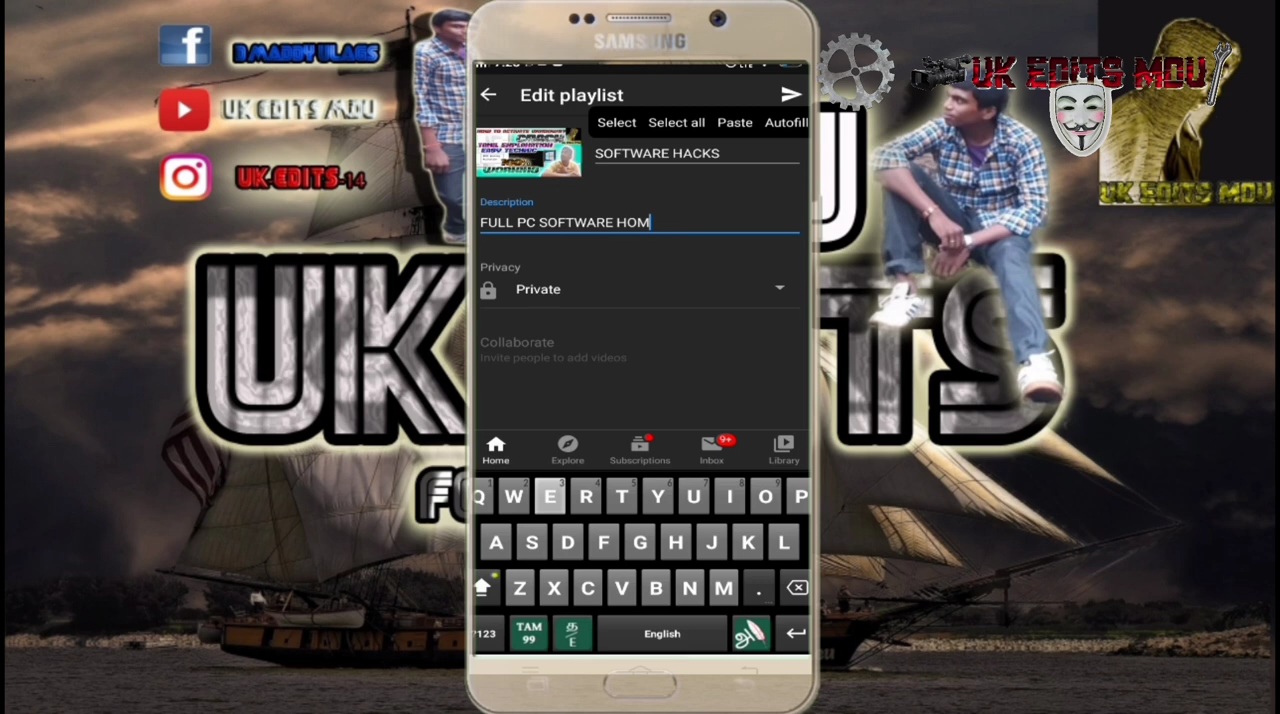 SAMSUNG
B MADDY VLAGS
UK EDITS MDU
UK-EDITS-14
UK EDITS MDU
UK EDITS MDU
Edit playlist
Select Select all Paste Autofill
SOFTWARE HACKS
Description
FULL PC SOFTWARE HOM
Privacy
Private
Collaborate
Invite people to add videos
9+
Home Explore Subscriptions Inbox Library
Q W E R T Y U I O P
A S D F G H J K L
Z X C V B N M .
?123 TAM 99 த/E English அ